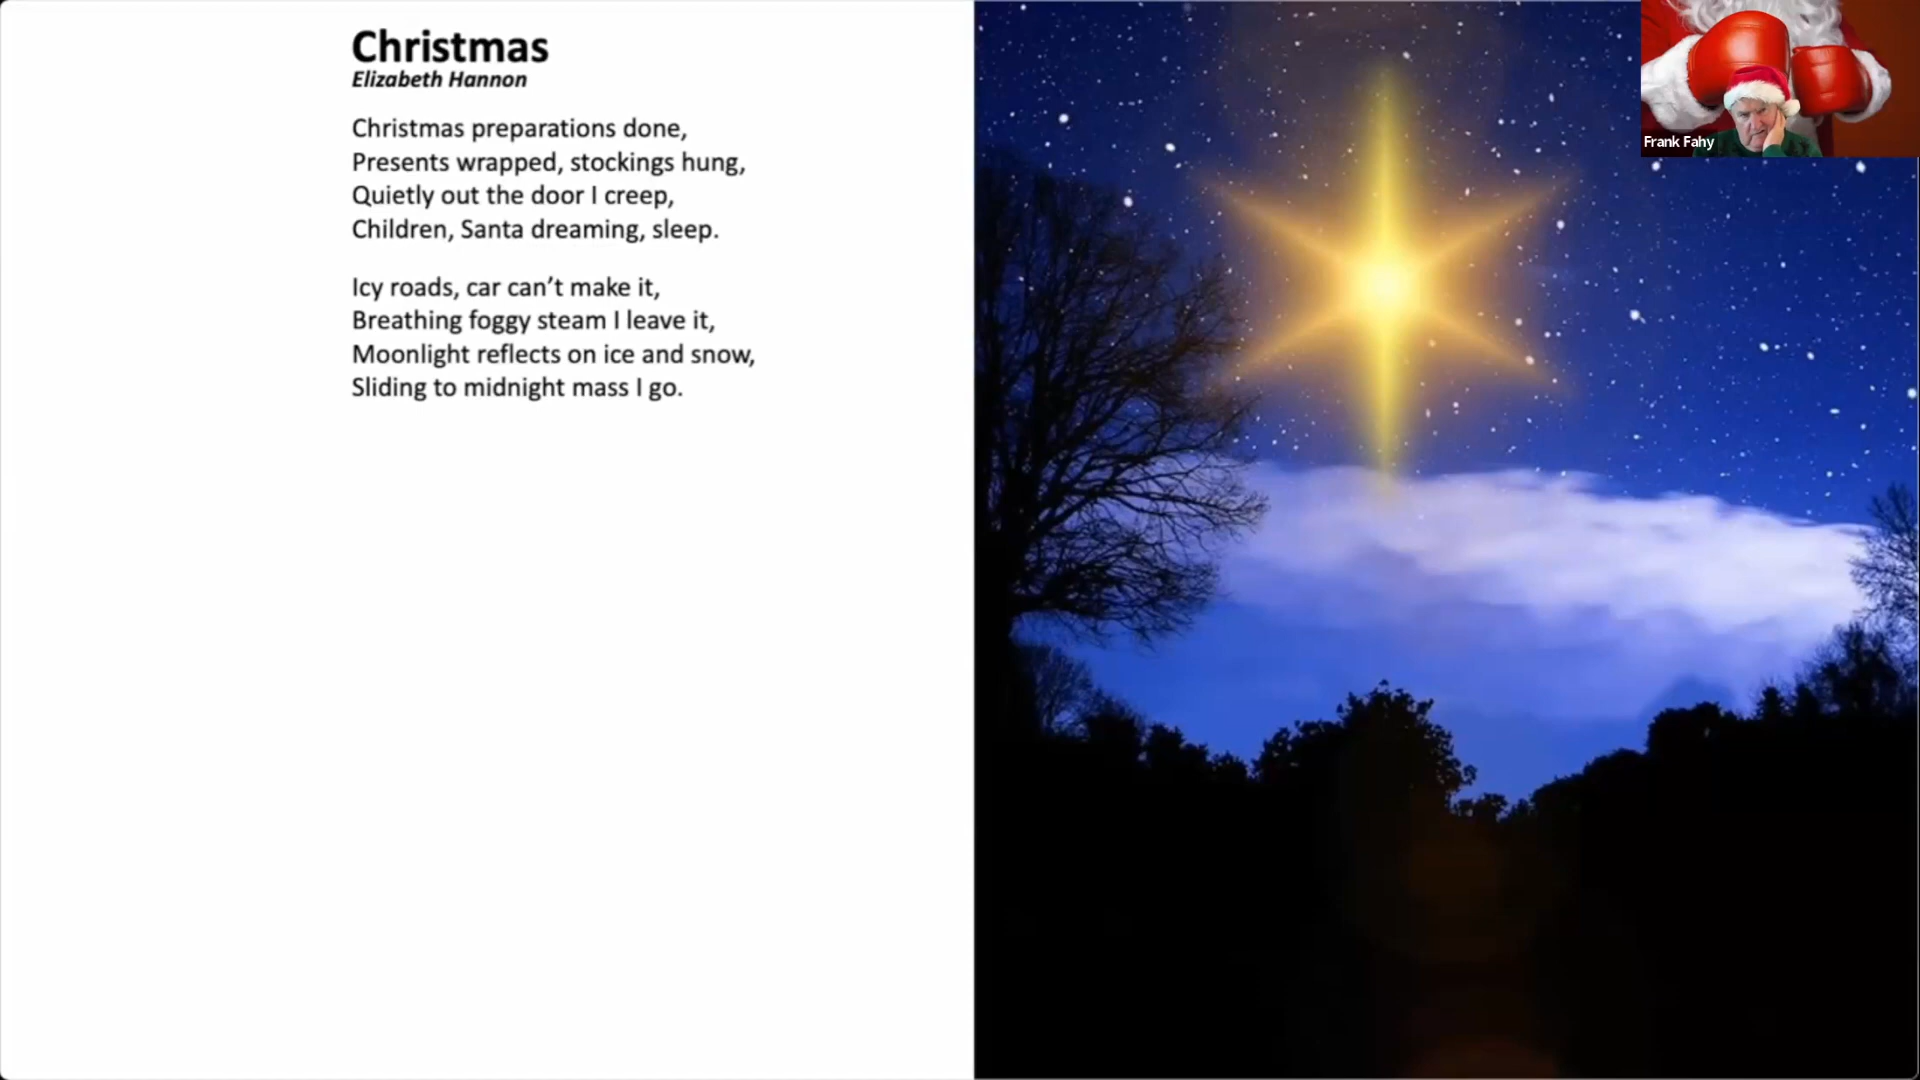 Christmas
Elizabeth Hannon
Christmas preparations done,
Presents wrapped, stockings hung,
Quietly out the door I creep,
Children, Santa dreaming, sleep.
Icy roads, car can’t make it,
Breathing foggy steam I leave it,
Moonlight reflects on ice and snow,
Sliding to midnight mass I go.
Frank Fahy